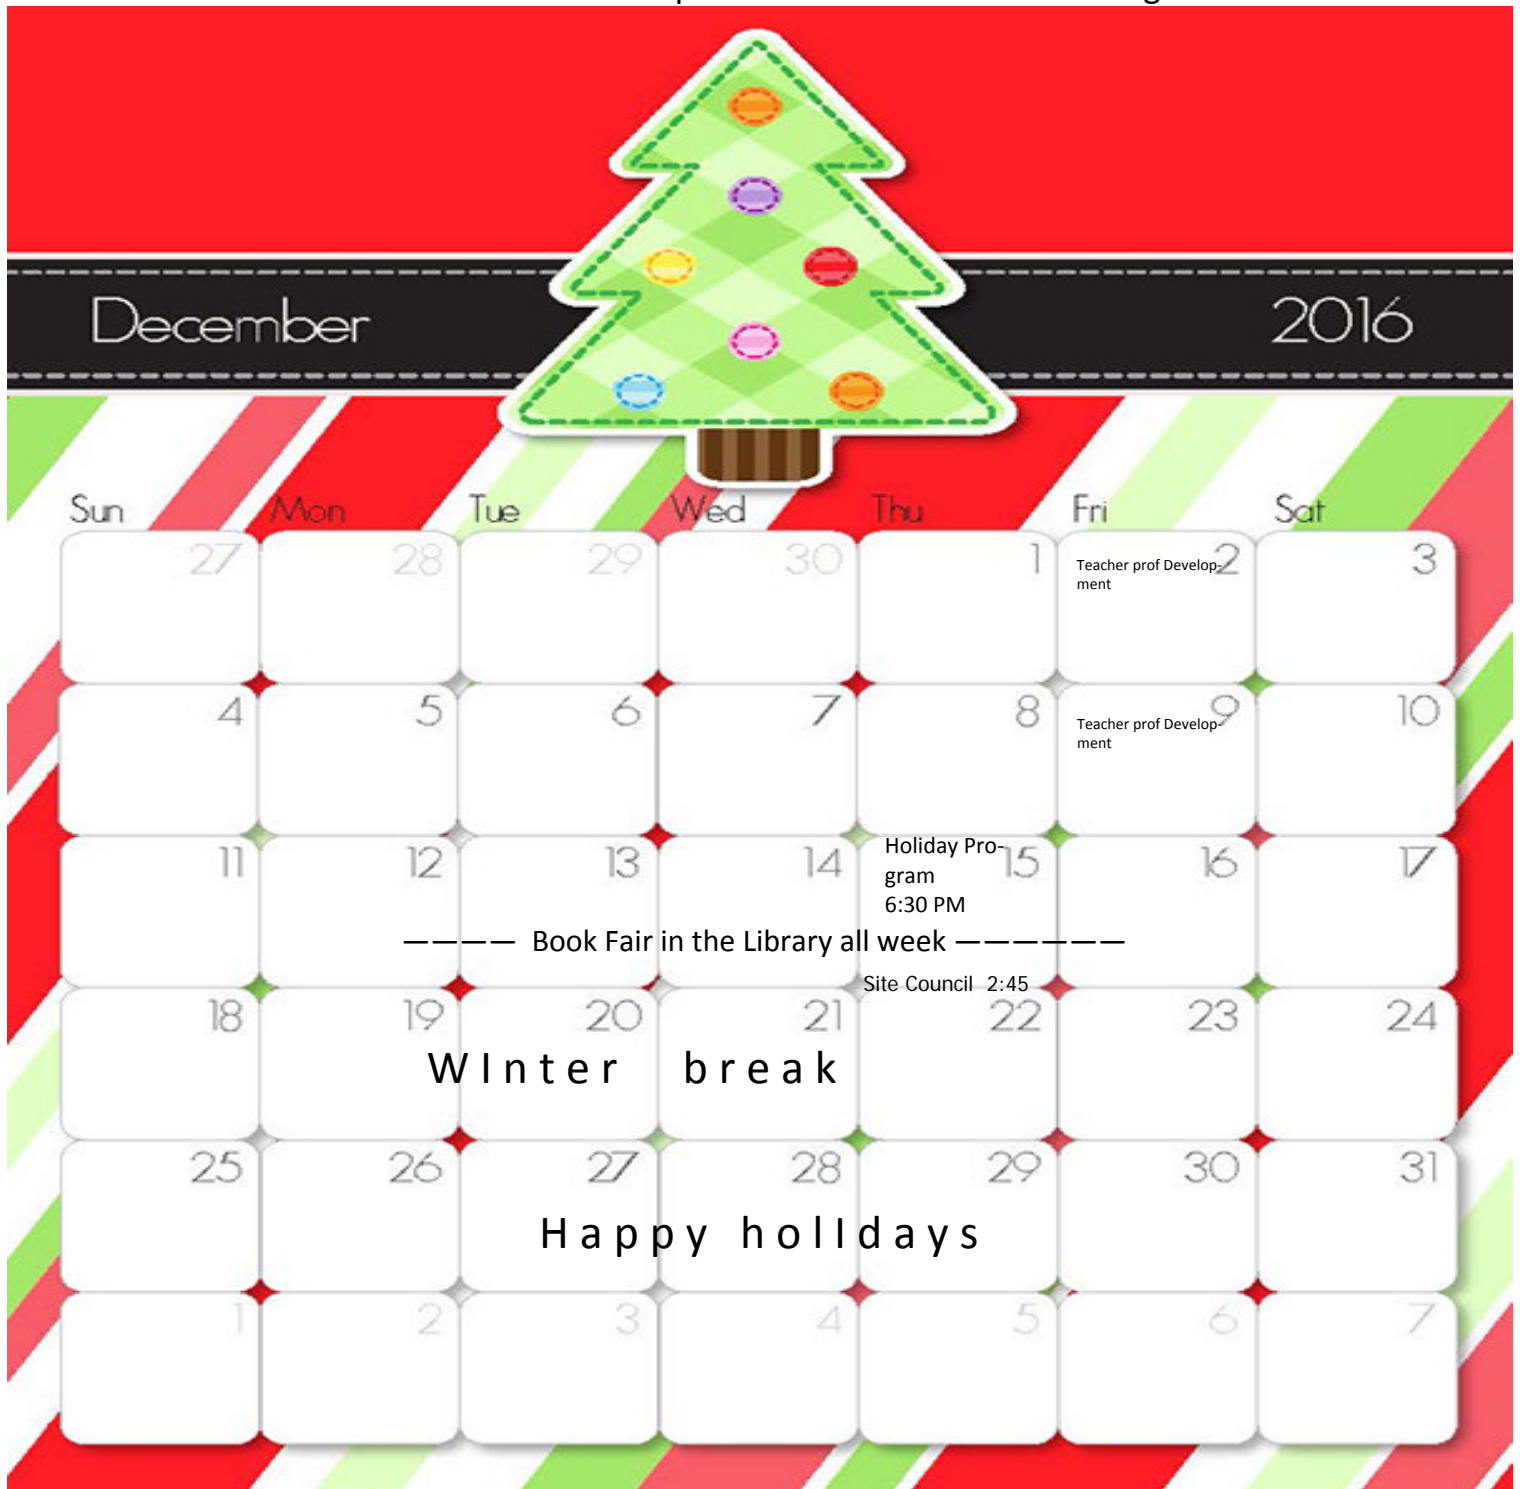 December 2016
Sun Mon Tue Wed Thu Fri Sat
27 28 29 30 1 2 3
Teacher prof Develop-
ment
4 5 6 7 8 9 10
Teacher prof Develop-
ment
11 12 13 14 15 16 17
Holiday Pro-
gram
6:30 PM
———— Book Fair in the Library all week ——————
Site Council 2:45
18 19 20 21 22 23 24
WInter break
25 26 27 28 29 30 31
Happy holIdays
1 2 3 4 5 6 7